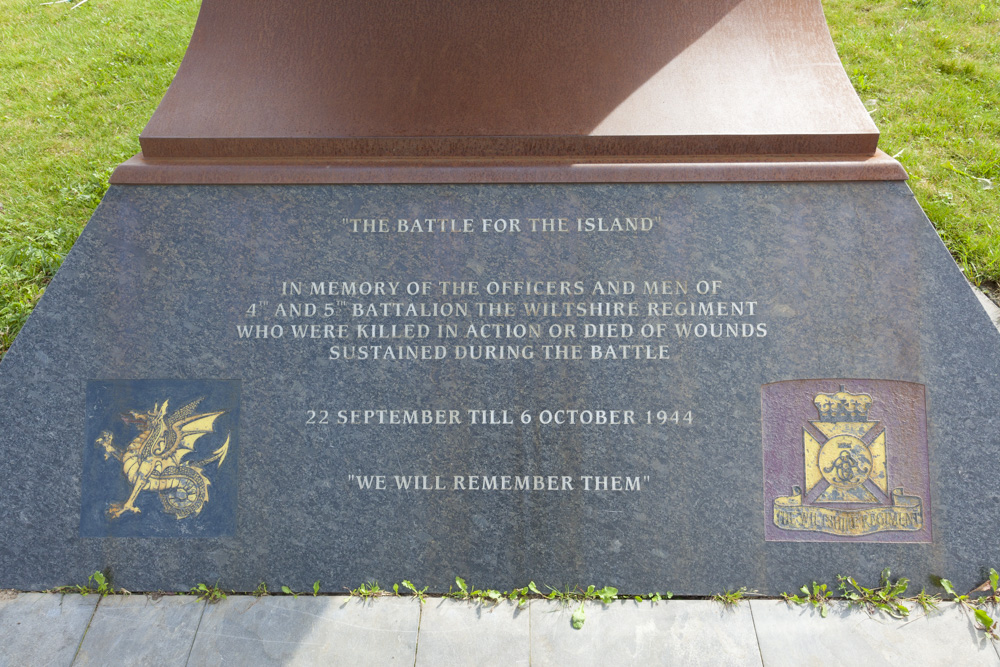 "THE BATTLE FOR THE ISLAND"
IN MEMORY OF THE OFFICERS AND MEN OF
4TH AND 5TH BATTALION THE WILTSHIRE REGIMENT
WHO WERE KILLED IN ACTION OR DIED OF WOUNDS
SUSTAINED DURING THE BATTLE
22 SEPTEMBER TILL 6 OCTOBER 1944
"WE WILL REMEMBER THEM"
THE WILTSHIRE REGIMENT